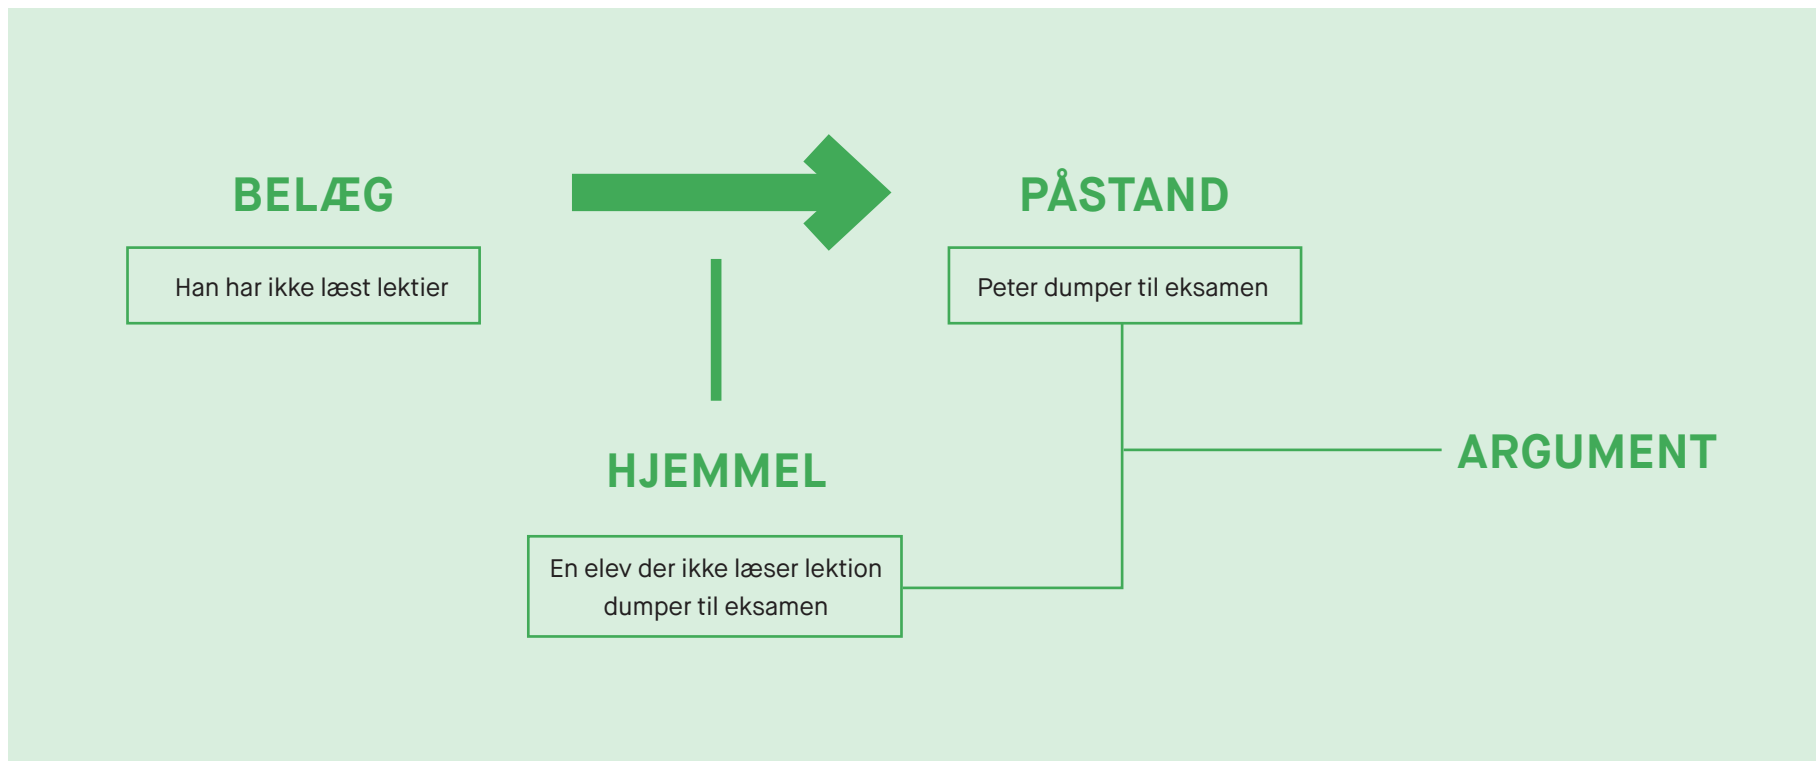 BELÆG
PÅSTAND
Han har ikke læst lektier
Peter dumper til eksamen
HJEMMEL
ARGUMENT
En elev der ikke læser lektion
dumper til eksamen